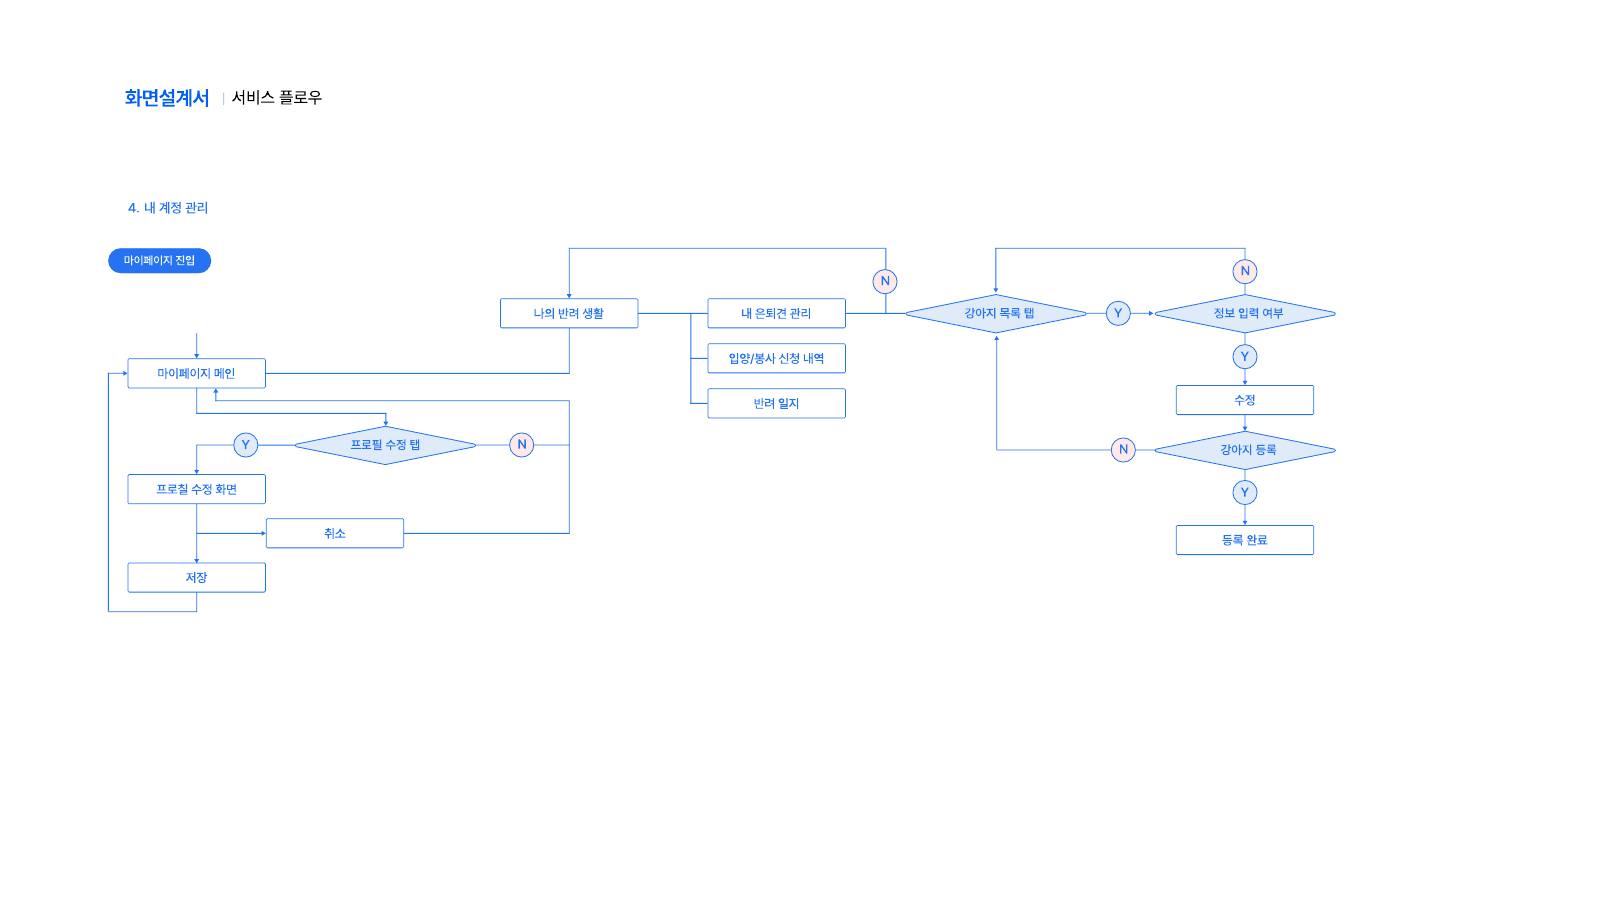 화면설계서 | 서비스 플로우
4. 내 계정 관리
마이페이지 진입
N
N
나의 반려 생활
내 은퇴견 관리
강아지 목록 탭
Y
정보 입력 여부
입양/봉사 신청 내역
Y
마이페이지 메인
반려 일지
수정
Y
프로필 수정 탭
N
N
강아지 등록
프로칠 수정 화면
Y
취소
등록 완료
저장